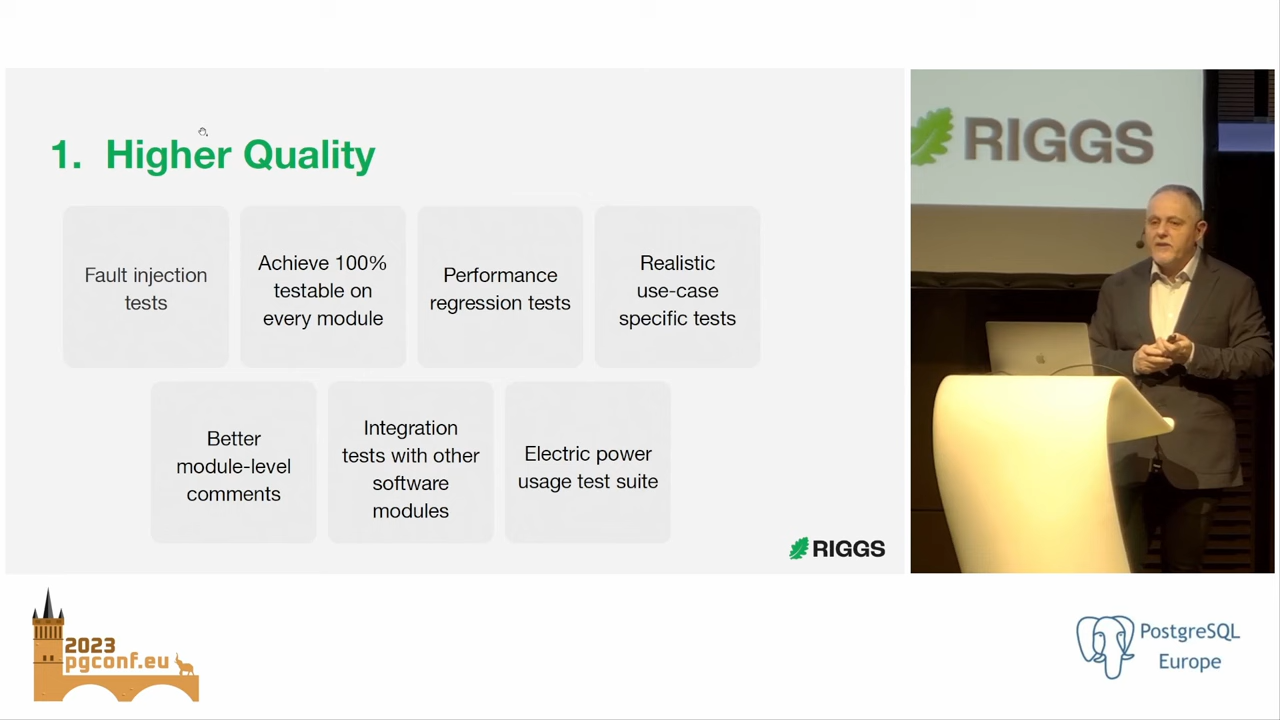 1. Higher Quality
Fault injection
tests
Achieve 100%
testable on
every module
Performance
regression tests
Realistic
use-case
specific tests
Better
module-level
comments
Integration
tests with other
software
modules
Electric power
usage test suite
RIGGS
RIGGS
2023
pgconf.eu
PostgreSQL
Europe